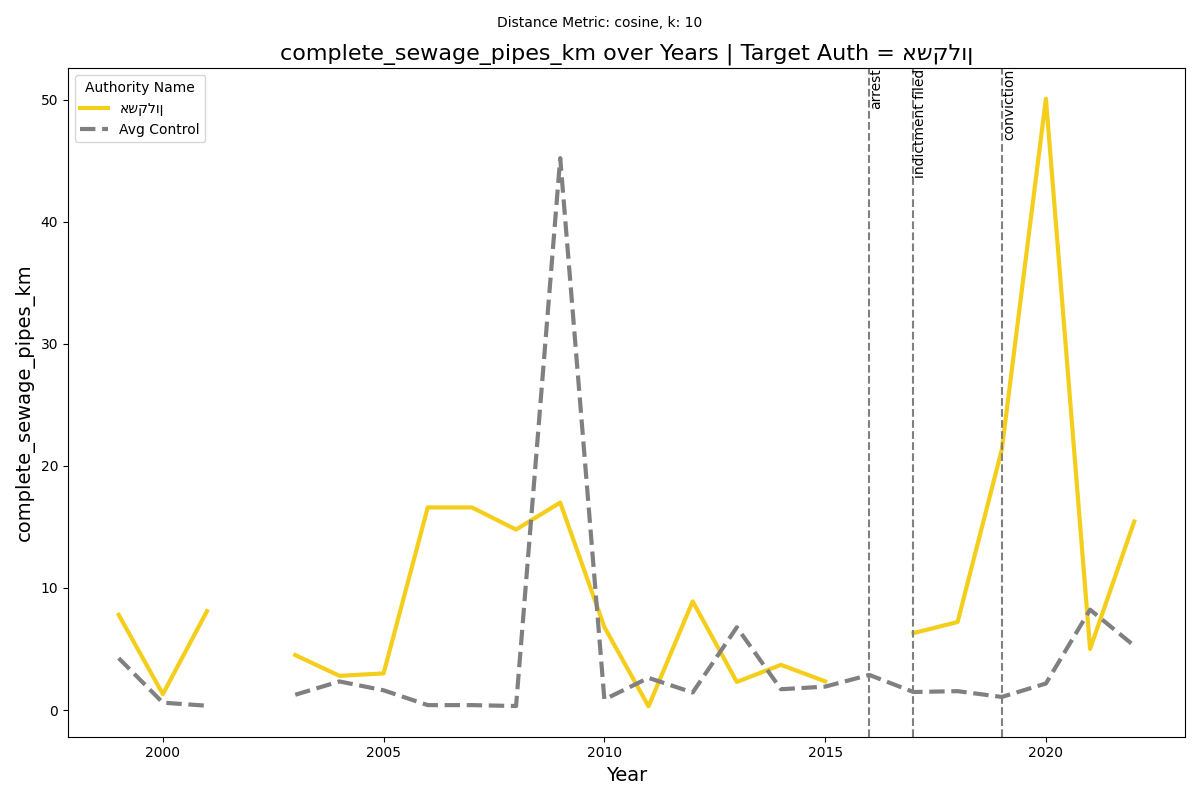 Distance Metric: cosine, k: 10
complete_sewage_pipes_km over Years | Target Auth = אשקלון
Authority Name
אשקלון
Avg Control
arrest
indictment filed
conviction
complete_sewage_pipes_km
50
40
30
20
10
0
2000 2005 2010 2015 2020
Year